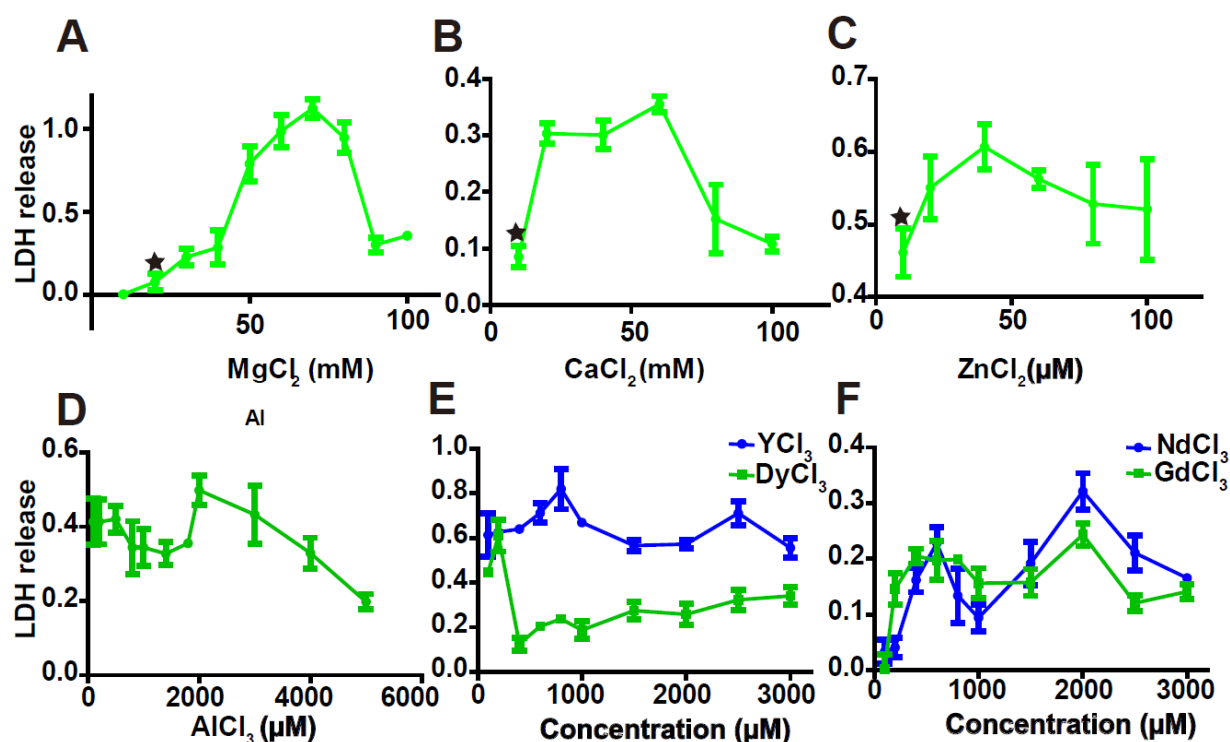 A
B
C
LDH release
1.0
0.5
0.0
50
100
MgCl₂ (mM)
0.4
0.3
0.2
0.1
0.0
0
50
100
CaCl₂ (mM)
0.7
0.6
0.5
0.4
0
50
100
ZnCl₂(µM)
D
E
F
Al
LDH release
0.6
0.4
0.2
0.0
0
2000
4000
6000
AlCl₃ (µM)
YCl₃
DyCl₃
1.0
0.8
0.6
0.4
0.2
0.0
0
1000
2000
3000
Concentration (µM)
NdCl₃
GdCl₃
0.4
0.3
0.2
0.1
0.0
0
1000
2000
3000
Concentration (µM)